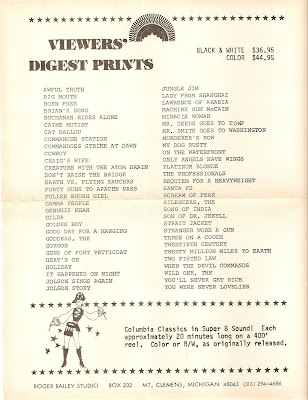 VIEWERS'
DIGEST PRINTS
BLACK & WHITE $36.95
COLOR $44.95
AWFUL TRUTH
BIG MOUTH
BORN FREE
BRIAN'S SONG
BUCHANAN RIDES ALONE
CAINE MUTINY
CAT BALLOU
COMMANCHE STATION
COMMANDOES STRIKE AT DAWN
COWBOY
CRAIG'S WIFE
CREATURE WITH THE ATOM BRAIN
DON'T RAISE THE BRIDGE
EARTH VS. FLYING SAUCERS
FORTY GUNS TO APACHE PASS
FULLER BRUSH GIRL
GAMMA PEOPLE
GENGHIS KHAN
GILDA
GOLDEN BOY
GOOD DAY FOR A HANGING
GODDESS, THE
GORGON
GUNS OF FORT PETTICOAT
HEAT'S ON
HOLIDAY
IT HAPPENED ON NIGHT
JOLSON SINGS AGAIN
JOLSON STORY
JUNGLE JIM
LADY FROM SHANGHAI
LAWRENCE OF ARABIA
MACHINE GUN McCAIN
MIRACLE WOMAN
MR. DEEDS GOES TO TOWN
MR. SMITH GOES TO WASHINGTON
MURDERER'S ROW
MY DOG RUSTY
ON THE WATERFRONT
ONLY ANGELS HAVE WINGS
PLATINUM BLONDE
THE PROFESSIONALS
REQUIEM FOR A HEAVYWEIGHT
SANTA FE
SCREAM OF FEAR
SILENCERS, THE
SONG OF INDIA
SON OF DR. JEKYLL
STRAIT JACKET
STRANGER WORE A GUN
THREE ON A COUCH
TWENTIETH CENTURY
TWENTY MILLION MILES TO EARTH
TWO FISTED LAW
WHEN THE DEVIL COMMANDS
WILD ONE, THE
YOU'LL NEVER GET RICH
YOU WERE NEVER LOVELIER
Columbia Classics in Super 8 Sound! Each
approximately 20 minutes long on a 400'
reel. Color or B/W, as originally released.
ROGER BAILEY STUDIO BOX 232 MT. CLEMENS, MICHIGAN 48043 (313) 294-4686